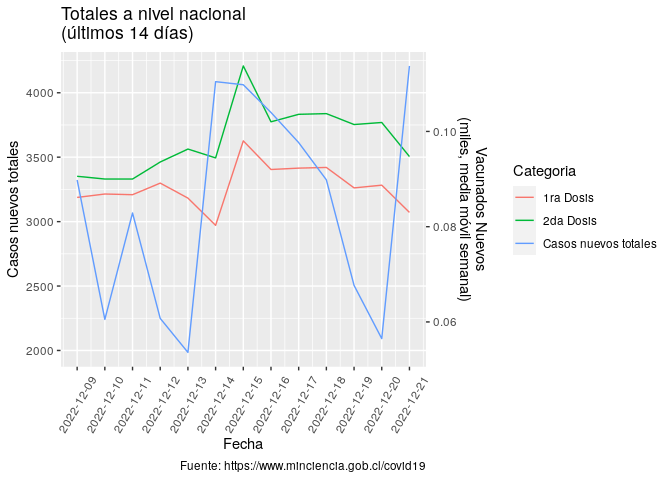 Totales a nivel nacional
(últimos 14 días)
Casos nuevos totales
4000
3500
3000
2500
2000
0.10
0.08
0.06
Vacunados Nuevos
(miles, media móvil semanal)
2022-12-09
2022-12-10
2022-12-11
2022-12-12
2022-12-13
2022-12-14
2022-12-15
2022-12-16
2022-12-17
2022-12-18
2022-12-19
2022-12-20
2022-12-21
Fecha
Categoria
1ra Dosis
2da Dosis
Casos nuevos totales
Fuente: https://www.minciencia.gob.cl/covid19